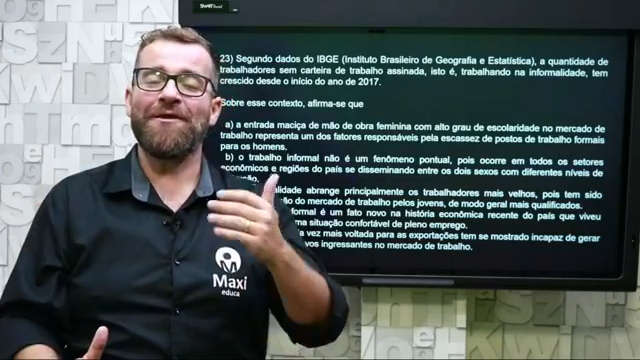 SMART
23) Segundo dados do IBGE (Instituto Brasileiro de Geografia e Estatística), a quantidade de
trabalhadores sem carteira de trabalho assinada, isto é, trabalhando na informalidade, tem
crescido desde o início do ano de 2017.
Sobre esse contexto, afirma-se que
a) a entrada maciça de mão de obra feminina com alto grau de escolaridade no mercado de
trabalho representa um dos fatores responsáveis pela escassez de postos de trabalho formais
para os homens.
b) o trabalho informal não é um fenômeno pontual, pois ocorre em todos os setores
econômicos e regiões do país se disseminando entre os dois sexos com diferentes níveis de
abrange principalmente os trabalhadores mais velhos, pois tem sido
do mercado de trabalho pelos jovens, de modo geral mais qualificados.
é um fato novo na história econômica recente do país que viveu
uma situação confortável de pleno emprego.
vez mais voltada para as exportações tem se mostrado incapaz de gerar
ingressantes no mercado de trabalho.
Maxi
educa